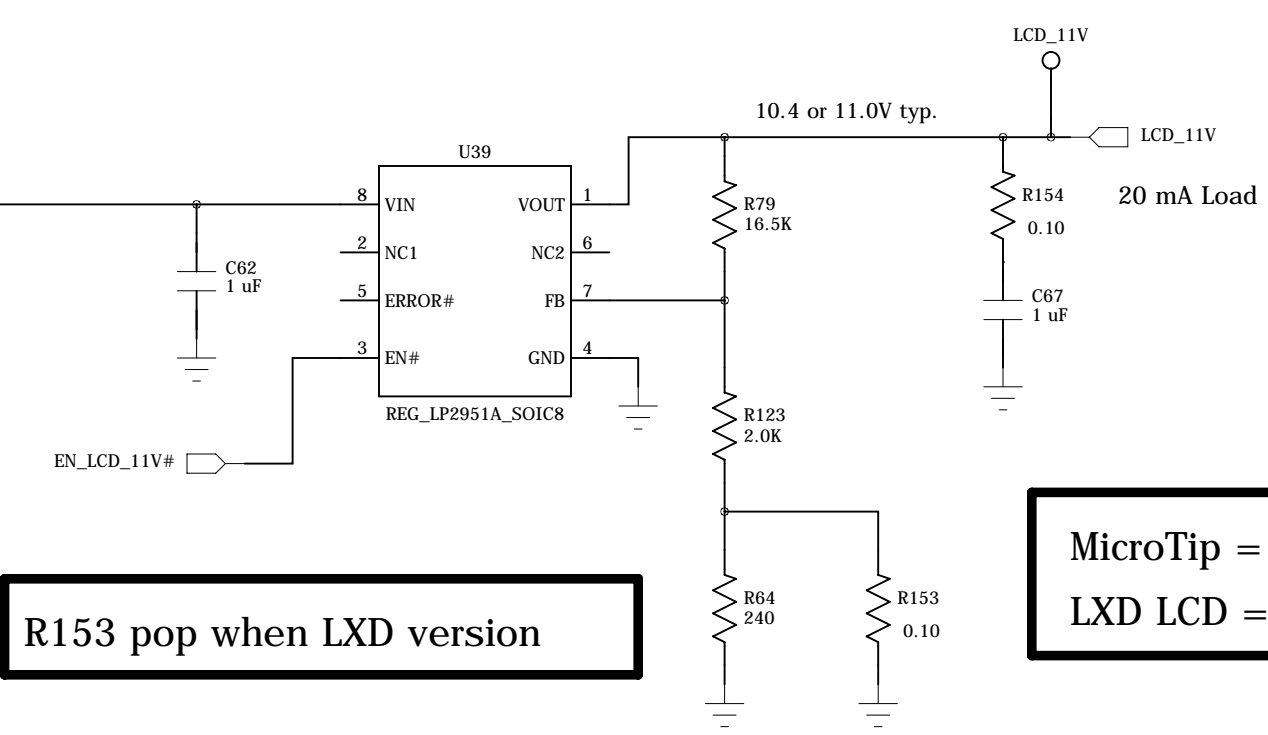 LCD_11V
10.4 or 11.0V typ.
LCD_11V
U39
8
VIN
VOUT
1
R79
16.5K
R154
0.10
20 mA Load
2
NC1
NC2
6
C62
1 uF
5
ERROR#
FB
7
C67
1 uF
3
EN#
GND
4
REG_LP2951A_SOIC8
R123
2.0K
EN_LCD_11V#
MicroTip =
LXD LCD =
R153 pop when LXD version
R64
240
R153
0.10